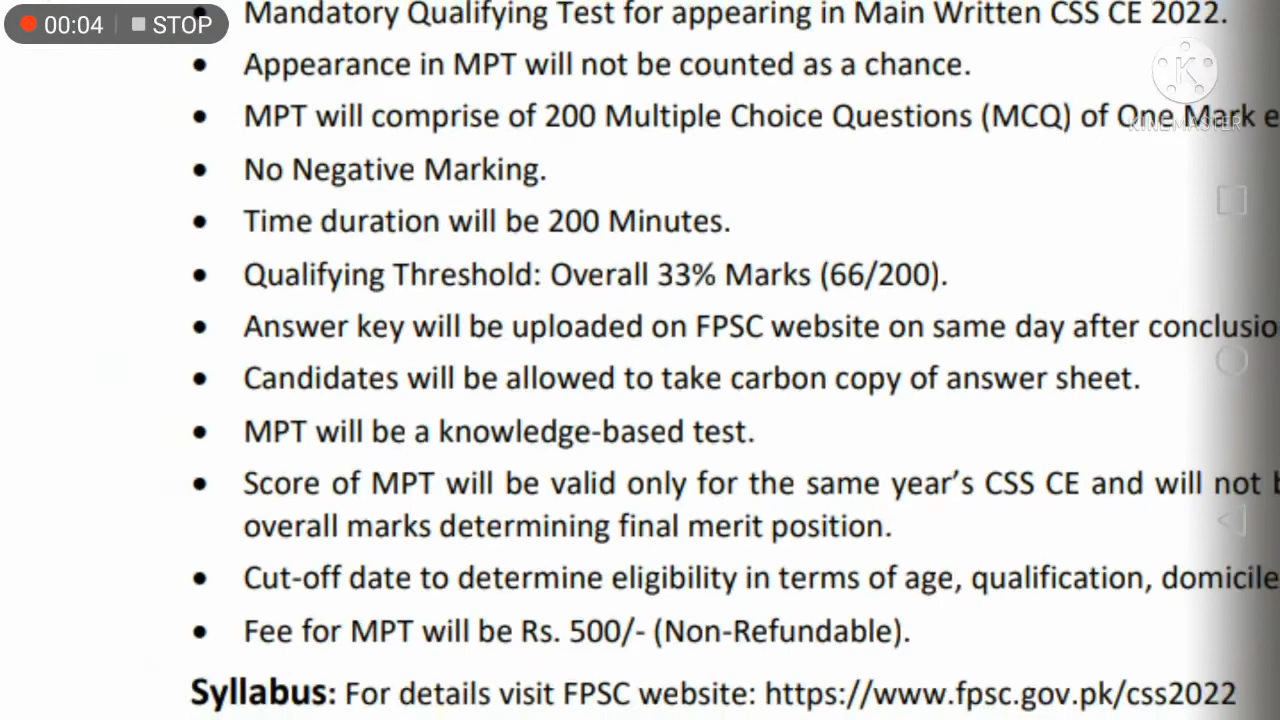 00:04 STOP
• Mandatory Qualifying Test for appearing in Main Written CSS CE 2022.
• Appearance in MPT will not be counted as a chance.
• MPT will comprise of 200 Multiple Choice Questions (MCQ) of One Mark e
KINEMASTER
• No Negative Marking.
• Time duration will be 200 Minutes.
• Qualifying Threshold: Overall 33% Marks (66/200).
• Answer key will be uploaded on FPSC website on same day after conclusio
• Candidates will be allowed to take carbon copy of answer sheet.
• MPT will be a knowledge-based test.
• Score of MPT will be valid only for the same year’s CSS CE and will not b
overall marks determining final merit position.
• Cut-off date to determine eligibility in terms of age, qualification, domicile
• Fee for MPT will be Rs. 500/- (Non-Refundable).
Syllabus: For details visit FPSC website: https://www.fpsc.gov.pk/css2022